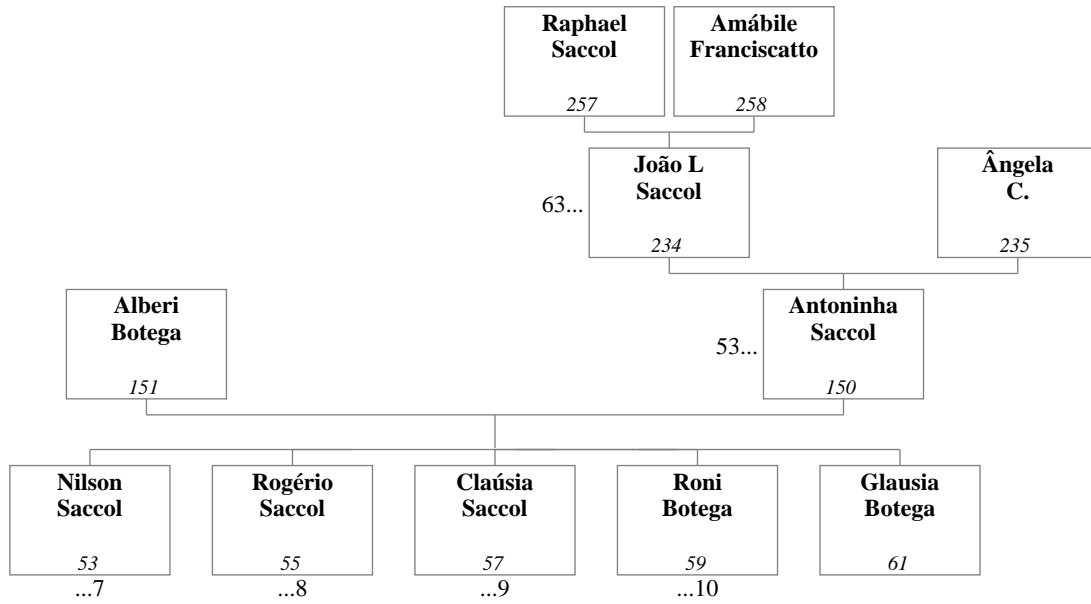 Raphael
Saccol
257
Amábile
Franciscatto
258
63...
João L
Saccol
234
Ângela
C.
235
Alberi
Botega
151
53...
Antoninha
Saccol
150
Nilson
Saccol
53
...7
Rogério
Saccol
55
...8
Claúsia
Saccol
57
...9
Roni
Botega
59
...10
Glausia
Botega
61